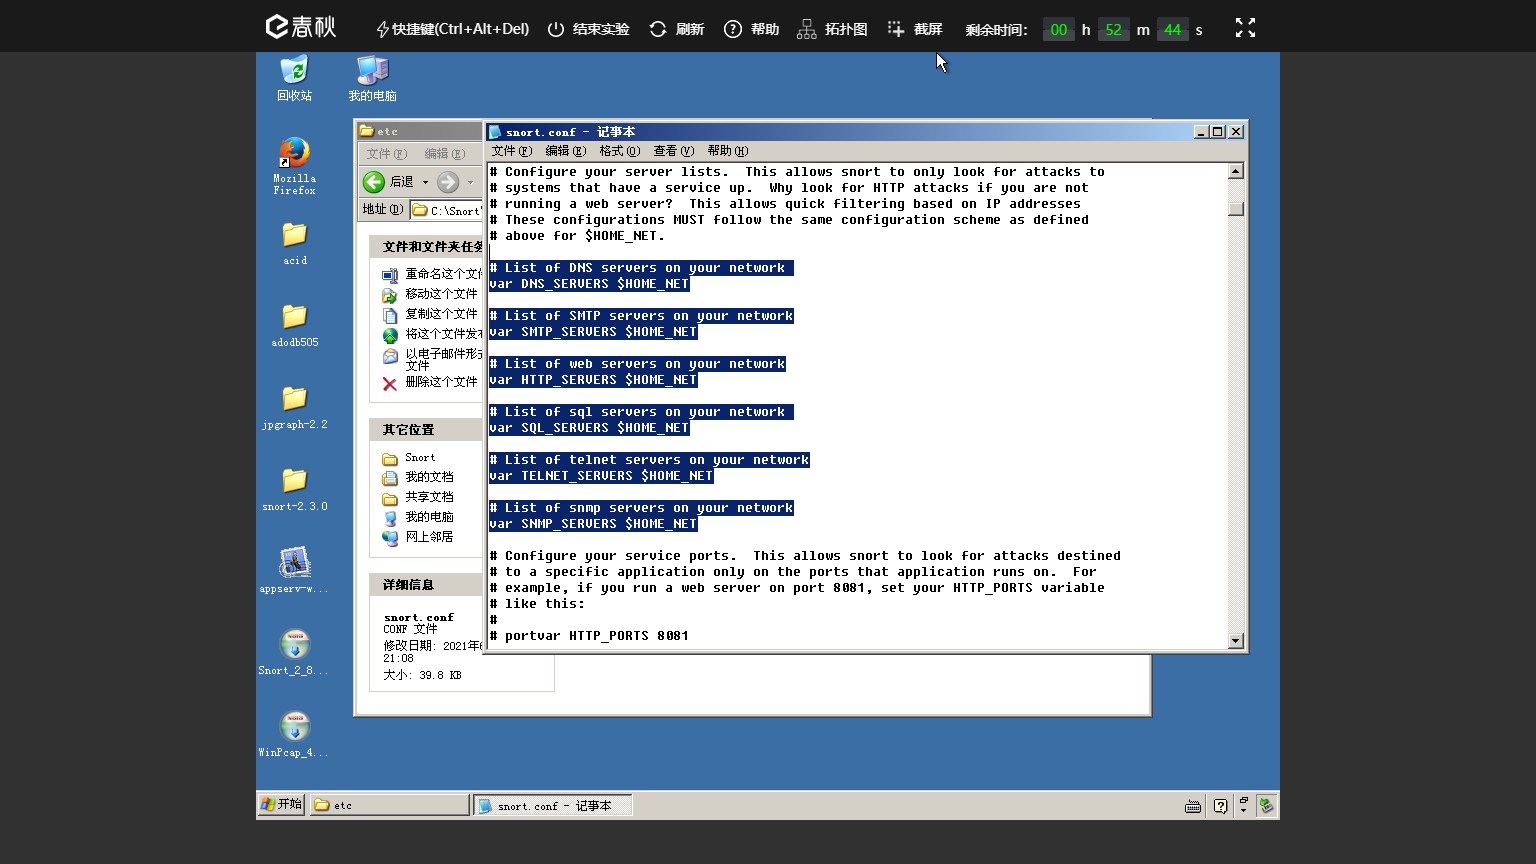 春秋
快捷键(Ctrl+Alt+Del)
结束实验
刷新
帮助
拓扑图
截屏
剩余时间：
00 h 52 m 44 s
回收站
我的电脑
Mozilla
Firefox
acid
adodb505
jpgraph-2.2
snort-2.3.0
appserv-w...
Snort_2_8...
WinPcap_4...
etc
文件(F)
编辑(E)
后退
地址(D)
C:\Snort
文件和文件夹任务
重命名这个文件
移动这个文件
复制这个文件
将这个文件发布
以电子邮件形式
文件
删除这个文件
其它位置
Snort
我的文档
共享文档
我的电脑
网上邻居
详细信息
snort.conf
CONF 文件
修改日期: 2021年
21:08
大小: 39.8 KB
snort.conf - 记事本
文件(F) 编辑(E) 格式(O) 查看(V) 帮助(H)
# Configure your server lists.  This allows snort to only look for attacks to
# systems that have a service up.  Why look for HTTP attacks if you are not
# running a web server?  This allows quick filtering based on IP addresses
# These configurations MUST follow the same configuration scheme as defined
# above for $HOME_NET.
# List of DNS servers on your network
var DNS_SERVERS $HOME_NET
# List of SMTP servers on your network
var SMTP_SERVERS $HOME_NET
# List of web servers on your network
var HTTP_SERVERS $HOME_NET
# List of sql servers on your network
var SQL_SERVERS $HOME_NET
# List of telnet servers on your network
var TELNET_SERVERS $HOME_NET
# List of snmp servers on your network
var SNMP_SERVERS $HOME_NET
# Configure your service ports.  This allows snort to look for attacks destined
# to a specific application only on the ports that application runs on.  For
# example, if you run a web server on port 8081, set your HTTP_PORTS variable
# like this:
#
# portvar HTTP_PORTS 8081
开始
etc
snort.conf - 记事本